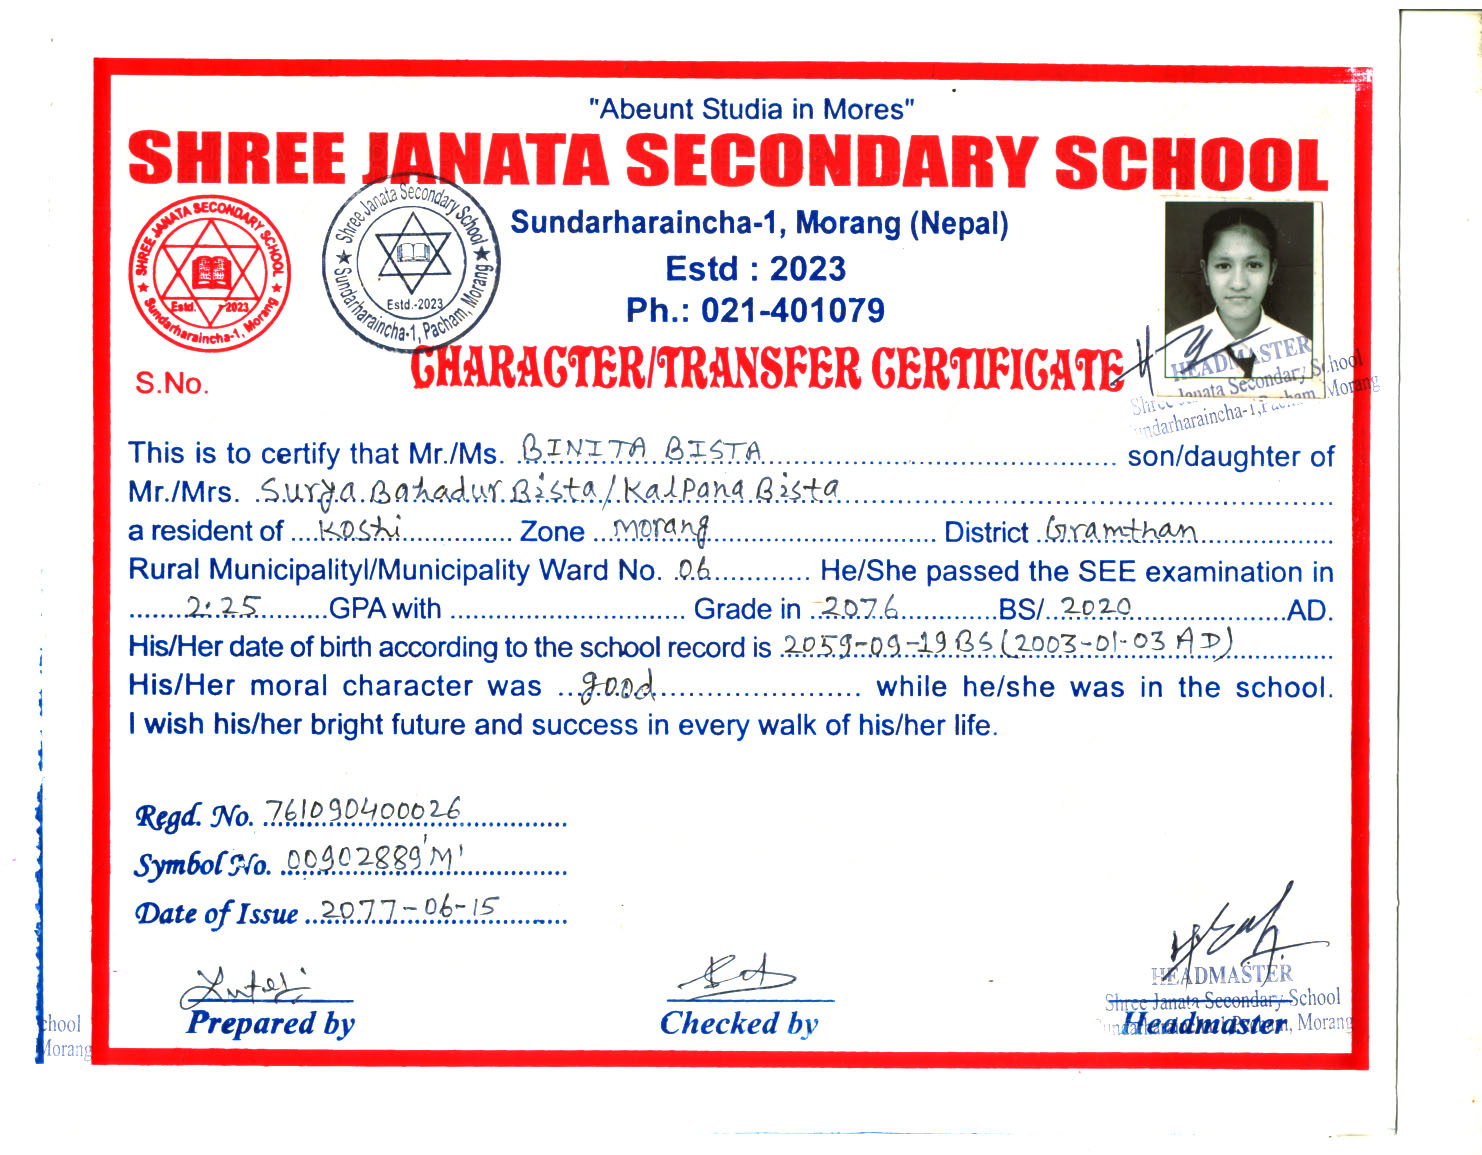 "Abeunt Studia in Mores"
SHREE JANATA SECONDARY SCHOOL
Sundarharaincha-1, Morang (Nepal)
Estd : 2023
Ph.: 021-401079
SHREE JANATA SECONDARY SCHOOL
Estd. 2023
Sundarharaincha-1, Morang
Shree Janata Secondary School
Estd.-2023
Sundarharaincha-1, Pacham, Morang
CHARACTER/TRANSFER CERTIFICATE
S.No.
HEADMASTER
Shree Janata Secondary School
Sundarharaincha-1, Pacham, Morang
This is to certify that Mr./Ms. BINITA BISTA son/daughter of
Mr./Mrs. Surya Bahadur Bista/Kalpana Bista
a resident of Koshi Zone Morang District Gramthan
Rural Municipalityl/Municipality Ward No. 06 He/She passed the SEE examination in
2.25 GPA with Grade in 2076 BS/ 2020 AD.
His/Her date of birth according to the school record is 2059-09-19 BS (2003-01-03 AD)
His/Her moral character was good while he/she was in the school.
I wish his/her bright future and success in every walk of his/her life.
Regd. No. 761090400026
Symbol No. 00902889 'M'
Date of Issue 2077-06-15
Prepared by
Checked by
HEADMASTER
Shree Janata Secondary School
Morang
Headmaster
chool
Morang